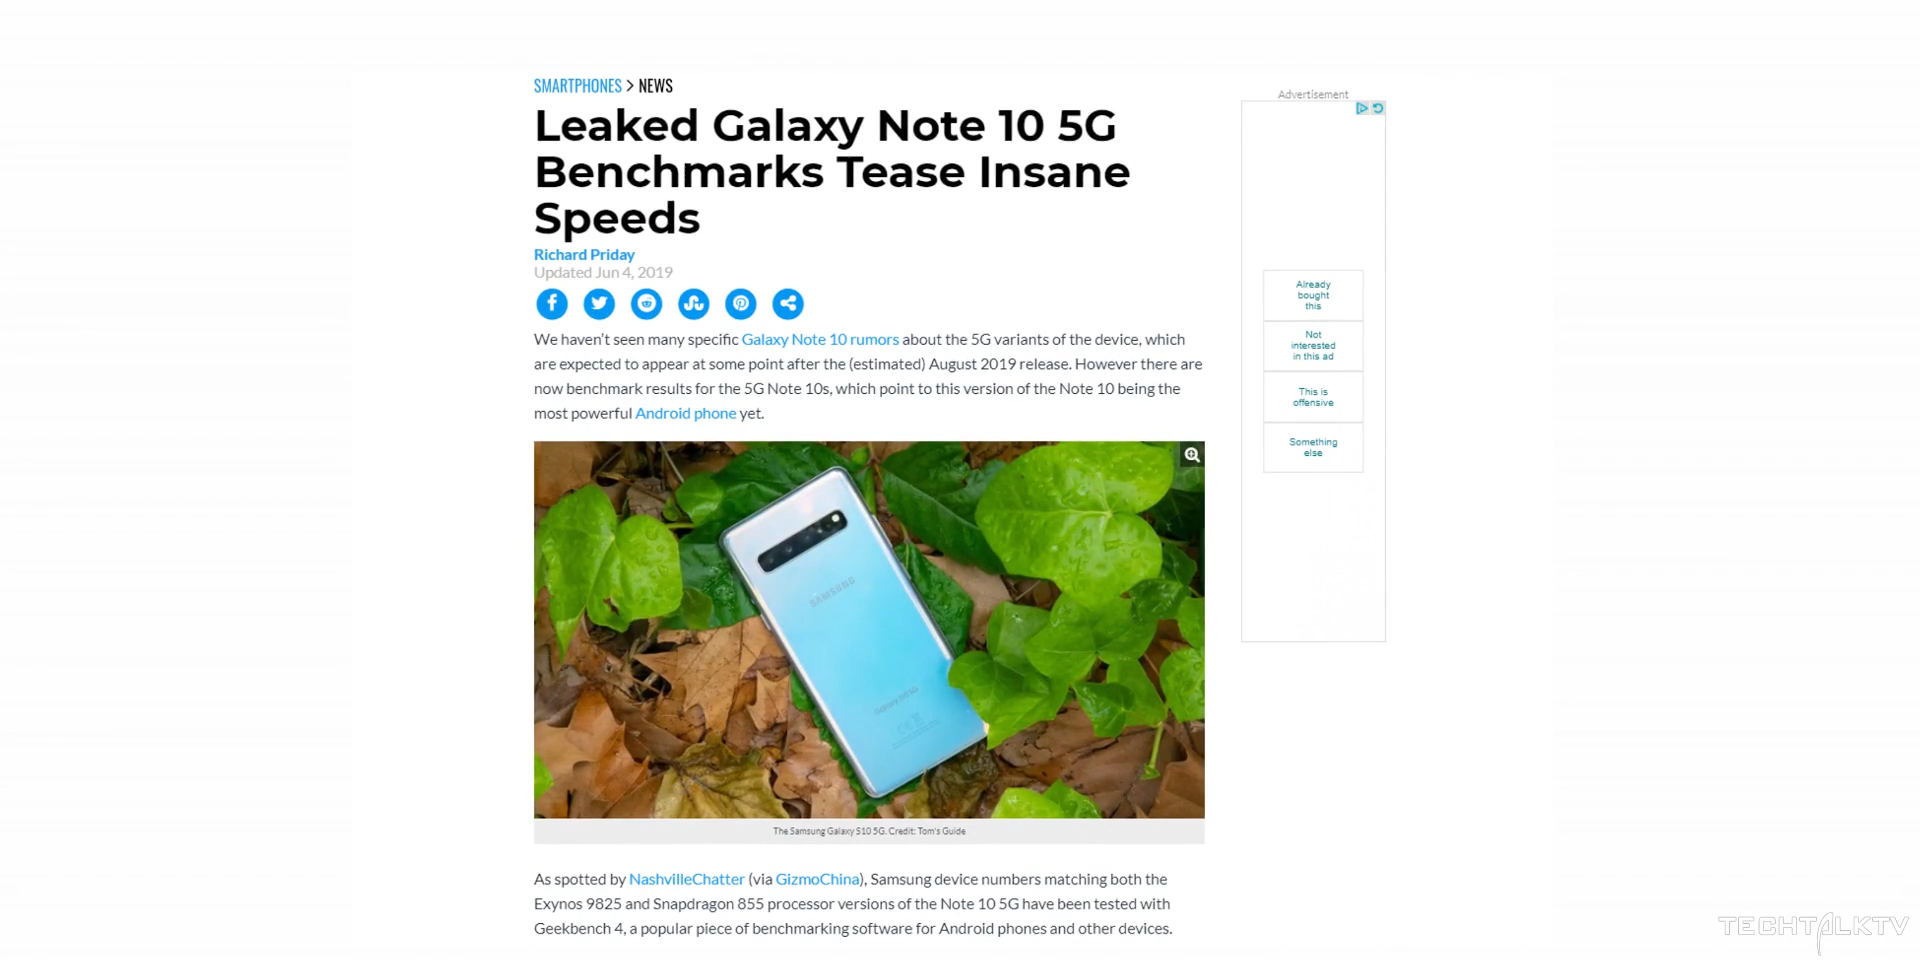 SMARTPHONES > NEWS
Leaked Galaxy Note 10 5G
Benchmarks Tease Insane
Speeds
Richard Priday
Updated Jun 4, 2019
We haven't seen many specific Galaxy Note 10 rumors about the 5G variants of the device, which
are expected to appear at some point after the (estimated) August 2019 release. However there are
now benchmark results for the 5G Note 10s, which point to this version of the Note 10 being the
most powerful Android phone yet.
SAMSUNG
Galaxy S10 5G
The Samsung Galaxy S10 5G. Credit: Tom's Guide
As spotted by NashvilleChatter (via GizmoChina), Samsung device numbers matching both the
Exynos 9825 and Snapdragon 855 processor versions of the Note 10 5G have been tested with
Geekbench 4, a popular piece of benchmarking software for Android phones and other devices.
Advertisement
Already
bought
this
Not
interested
in this ad
This is
offensive
Something
else
TECHTALKTV